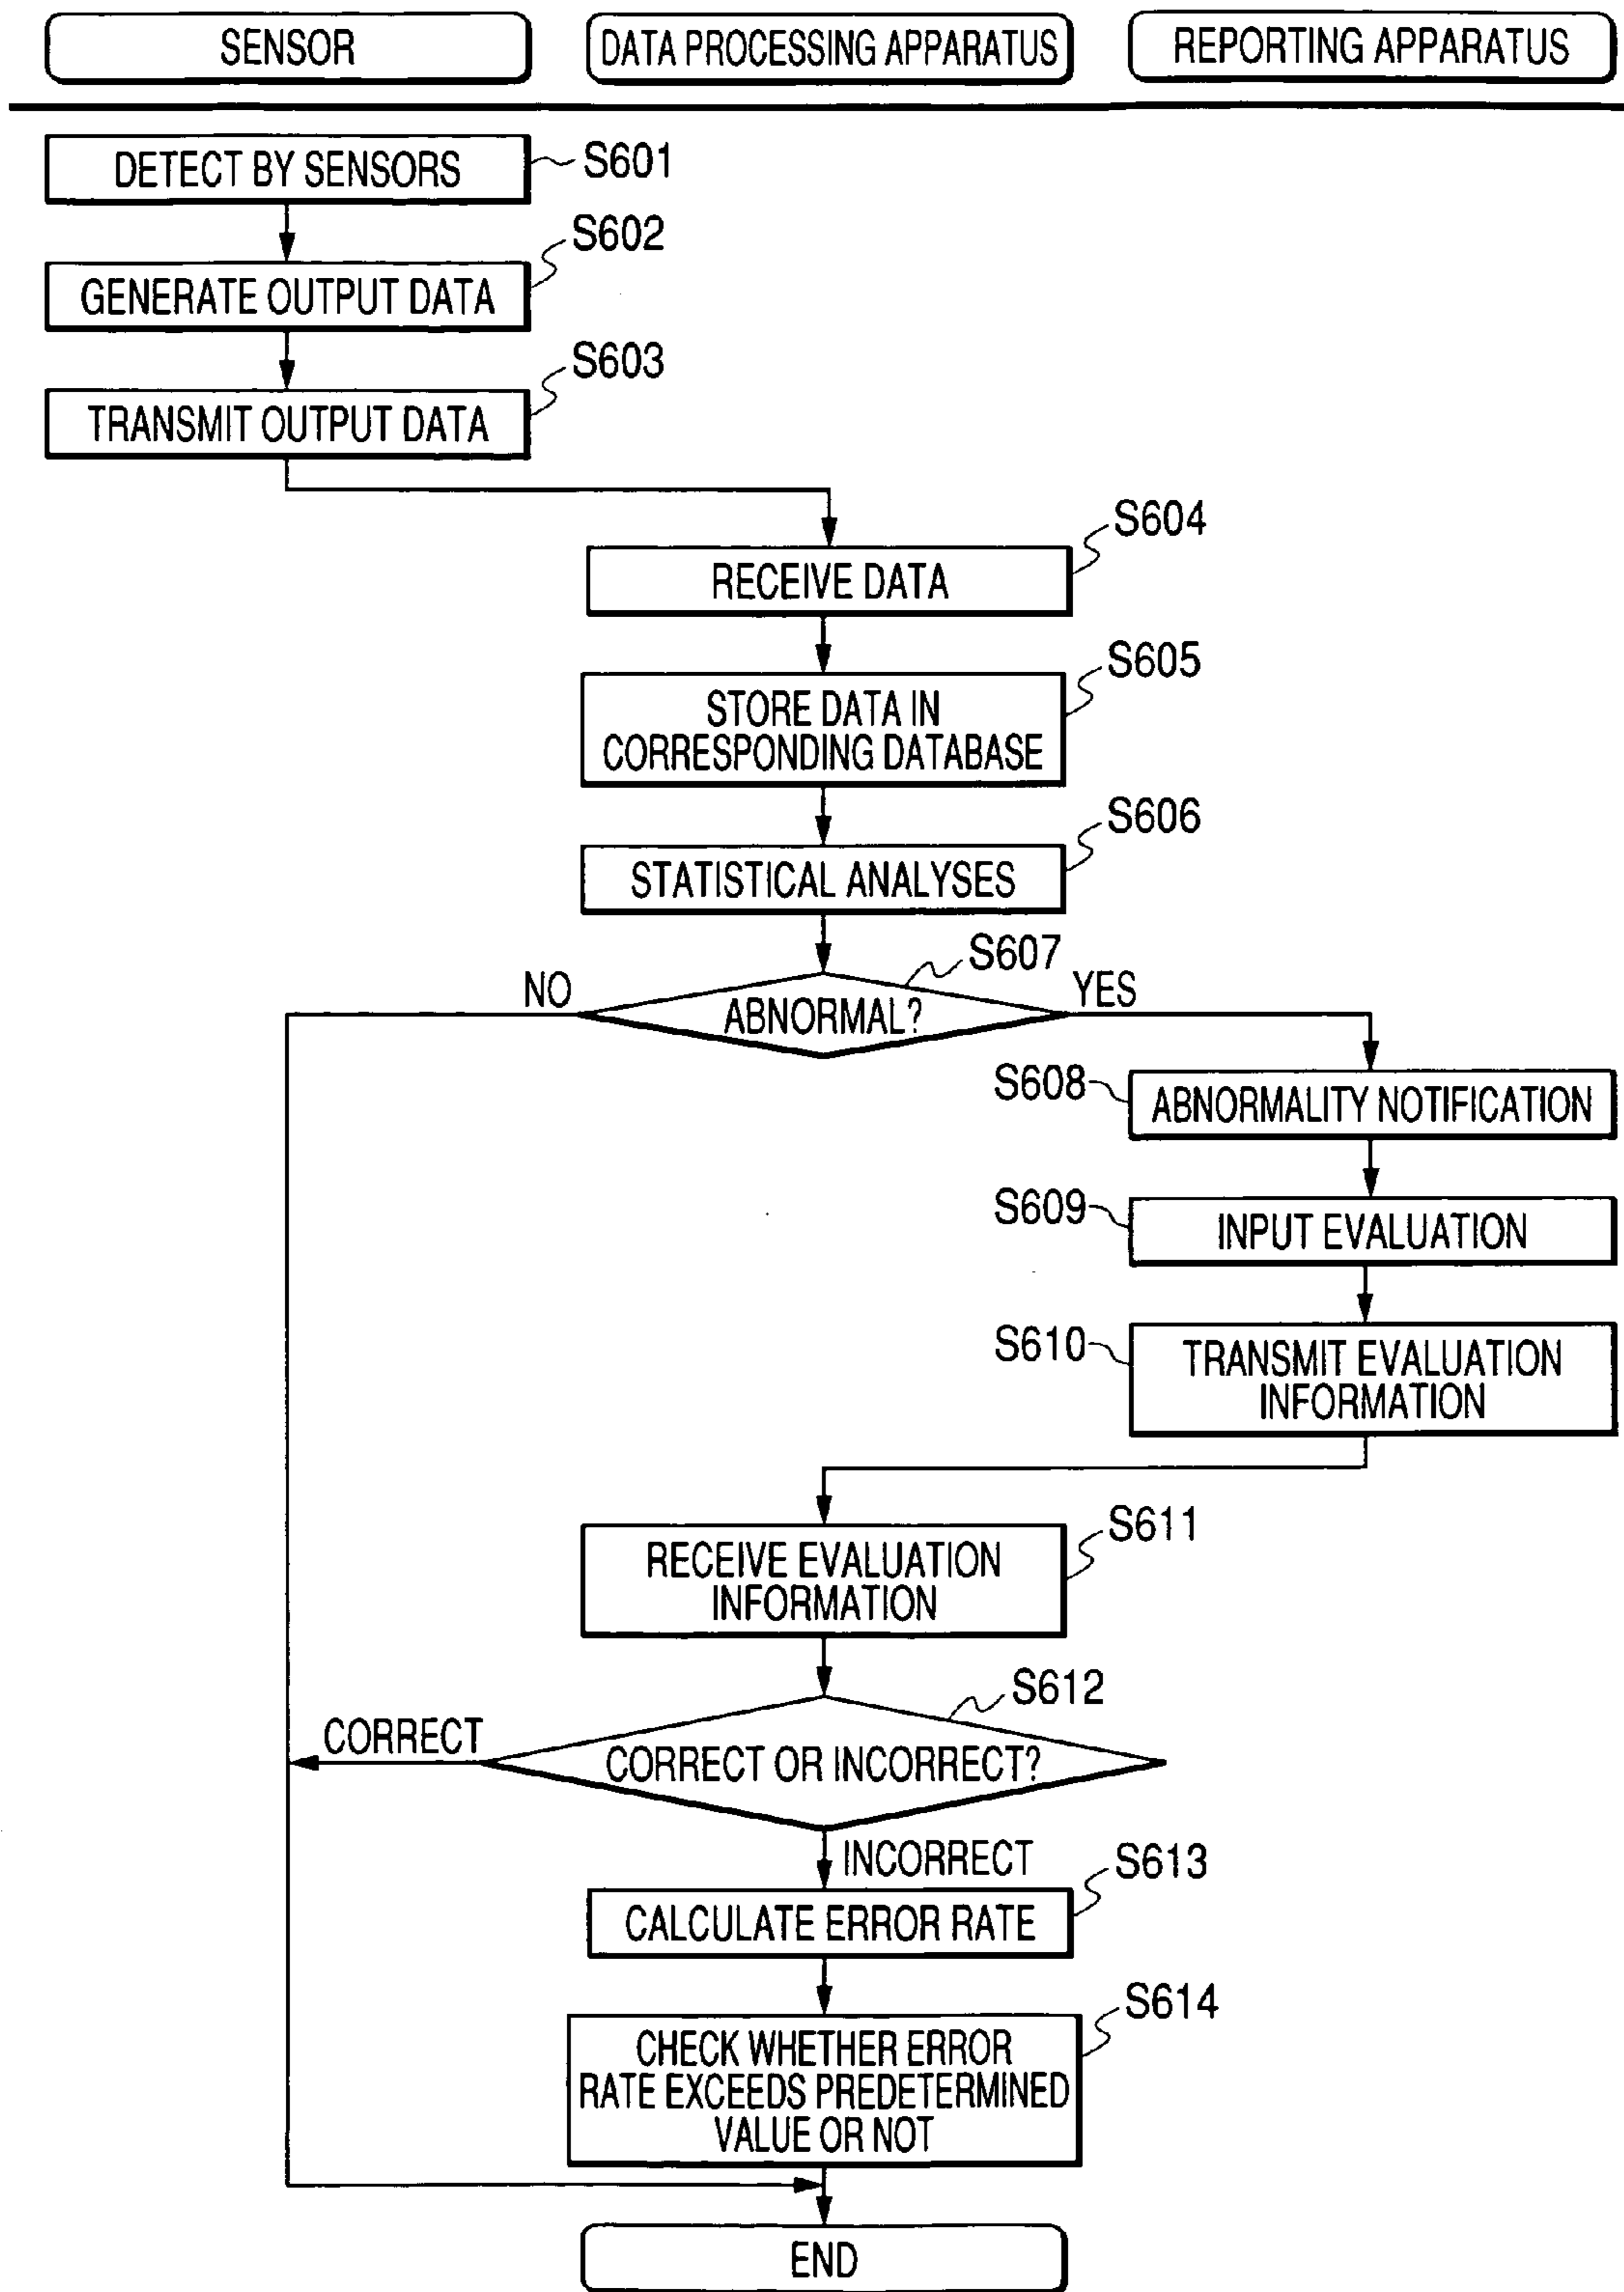 SENSOR
DATA PROCESSING APPARATUS
REPORTING APPARATUS
DETECT BY SENSORS
S601
S602
GENERATE OUTPUT DATA
S603
TRANSMIT OUTPUT DATA
S604
RECEIVE DATA
S605
STORE DATA IN
CORRESPONDING DATABASE
S606
STATISTICAL ANALYSES
S607
NO
YES
ABNORMAL?
S608
ABNORMALITY NOTIFICATION
S609
INPUT EVALUATION
S610
TRANSMIT EVALUATION
INFORMATION
S611
RECEIVE EVALUATION
INFORMATION
S612
CORRECT
CORRECT OR INCORRECT?
INCORRECT
S613
CALCULATE ERROR RATE
S614
CHECK WHETHER ERROR
RATE EXCEEDS PREDETERMINED
VALUE OR NOT
END